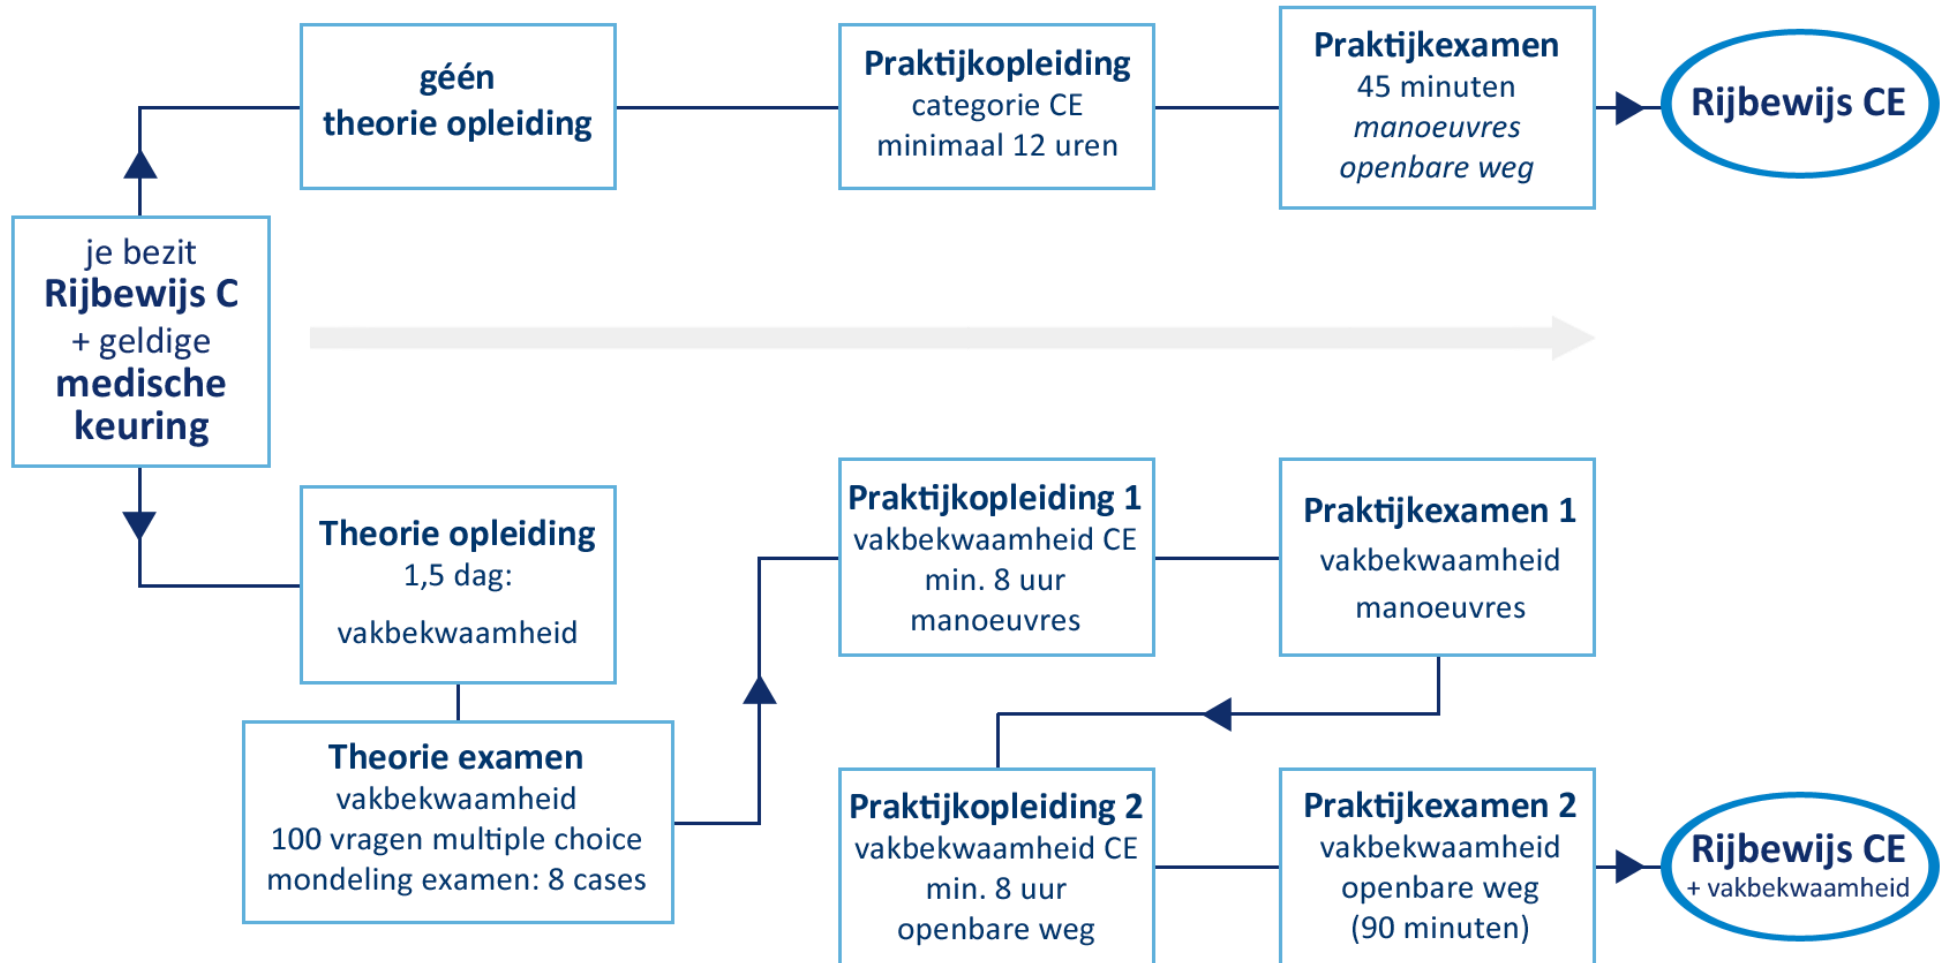 géén
theorie opleiding
Praktijkopleiding
categorie CE
minimaal 12 uren
Praktijkexamen
45 minuten
manoeuvres
openbare weg
Rijbewijs CE
je bezit
Rijbewijs C
+ geldige
medische
keuring
Theorie opleiding
1,5 dag:
vakbekwaamheid
Theorie examen
vakbekwaamheid
100 vragen multiple choice
mondeling examen: 8 cases
Praktijkopleiding 1
vakbekwaamheid CE
min. 8 uur
manoeuvres
Praktijkexamen 1
vakbekwaamheid
manoeuvres
Praktijkopleiding 2
vakbekwaamheid CE
min. 8 uur
openbare weg
Praktijkexamen 2
vakbekwaamheid
openbare weg
(90 minuten)
Rijbewijs CE
+ vakbekwaamheid